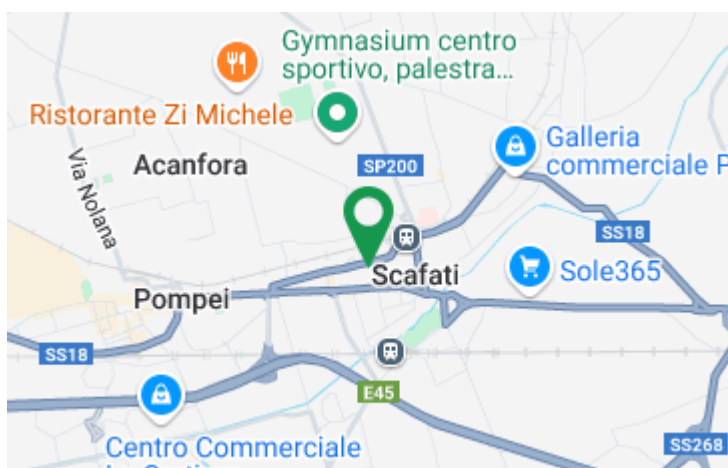 Gymnasium centro
sportivo, palestra...
Ristorante Zi Michele
Galleria
commerciale P
Acanfora
SP200
Via Nolana
SS18
Scafati
Sole365
Pompei
SS18
E45
Centro Commerciale
SS268